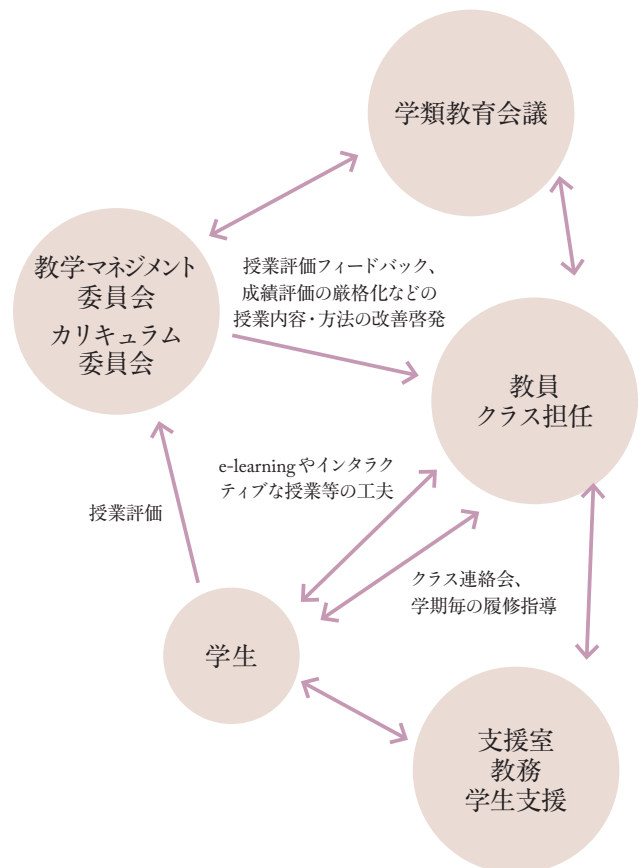 学類教育会議
教学マネジメント
委員会
カリキュラム
委員会
授業評価フィードバック、
成績評価の厳格化などの
授業内容・方法の改善啓発
教員
クラス担任
e-learningやインタラク
ティブな授業等の工夫
授業評価
クラス連絡会、
学期毎の履修指導
学生
支援室
教務
学生支援